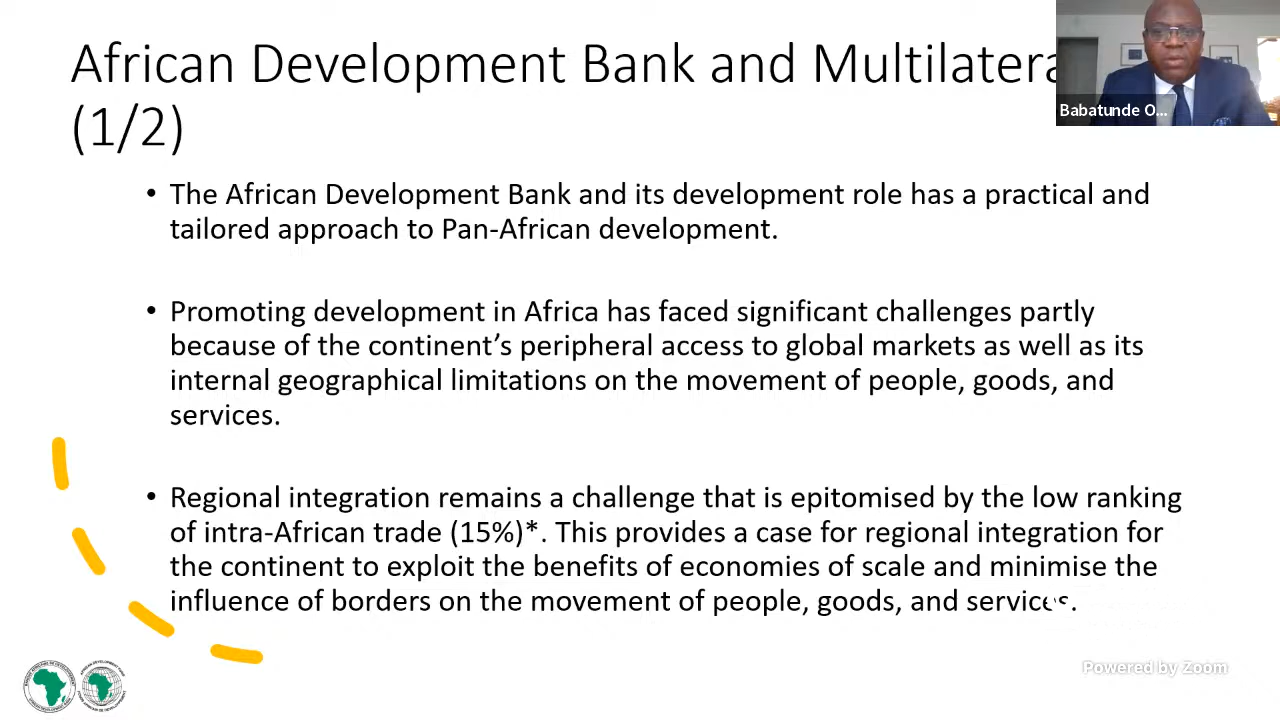 African Development Bank and Multilatera
(1/2)
Babatunde O...
• The African Development Bank and its development role has a practical and
tailored approach to Pan-African development.
• Promoting development in Africa has faced significant challenges partly
because of the continent’s peripheral access to global markets as well as its
internal geographical limitations on the movement of people, goods, and
services.
• Regional integration remains a challenge that is epitomised by the low ranking
of intra-African trade (15%)*. This provides a case for regional integration for
the continent to exploit the benefits of economies of scale and minimise the
influence of borders on the movement of people, goods, and services.
Powered by Zoom